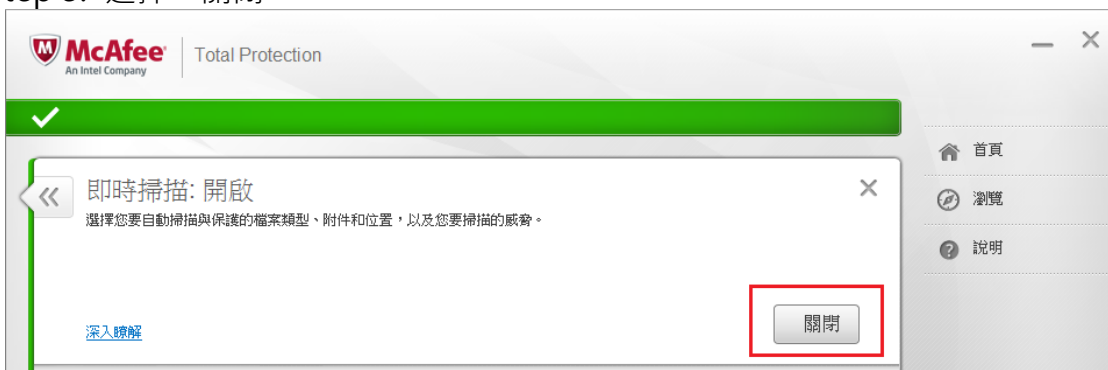 McAfee
An Intel Company
Total Protection
首頁
即時掃描: 開啟
選擇您要自動掃描與保護的檔案類型、附件和位置，以及您要掃描的威脅。
瀏覽
說明
深入瞭解
關閉